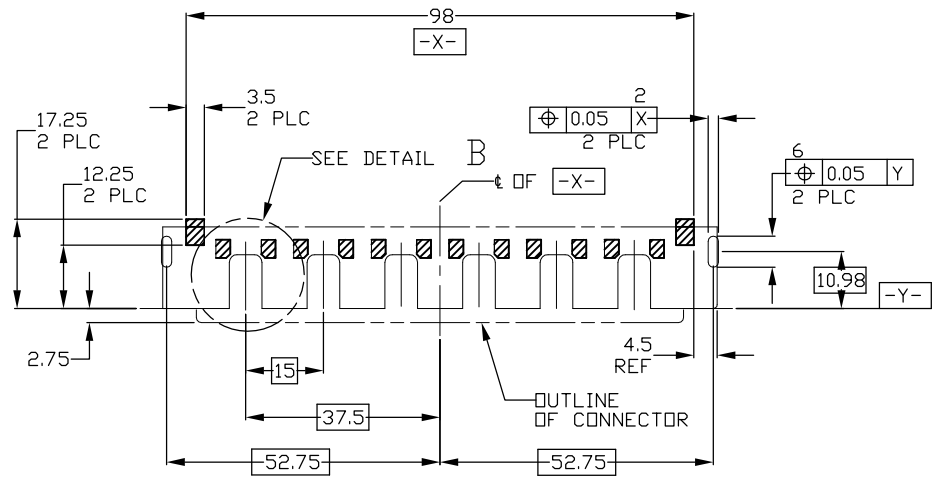 98
-X-
3.5
2 PLC
2
⌖ 0.05 X
2 PLC
17.25
2 PLC
12.25
2 PLC
SEE DETAIL B
℄ OF -X-
6
⌖ 0.05 Y
2 PLC
10.98
-Y-
2.75
4.5
REF
15
37.5
OUTLINE
OF CONNECTOR
52.75
52.75